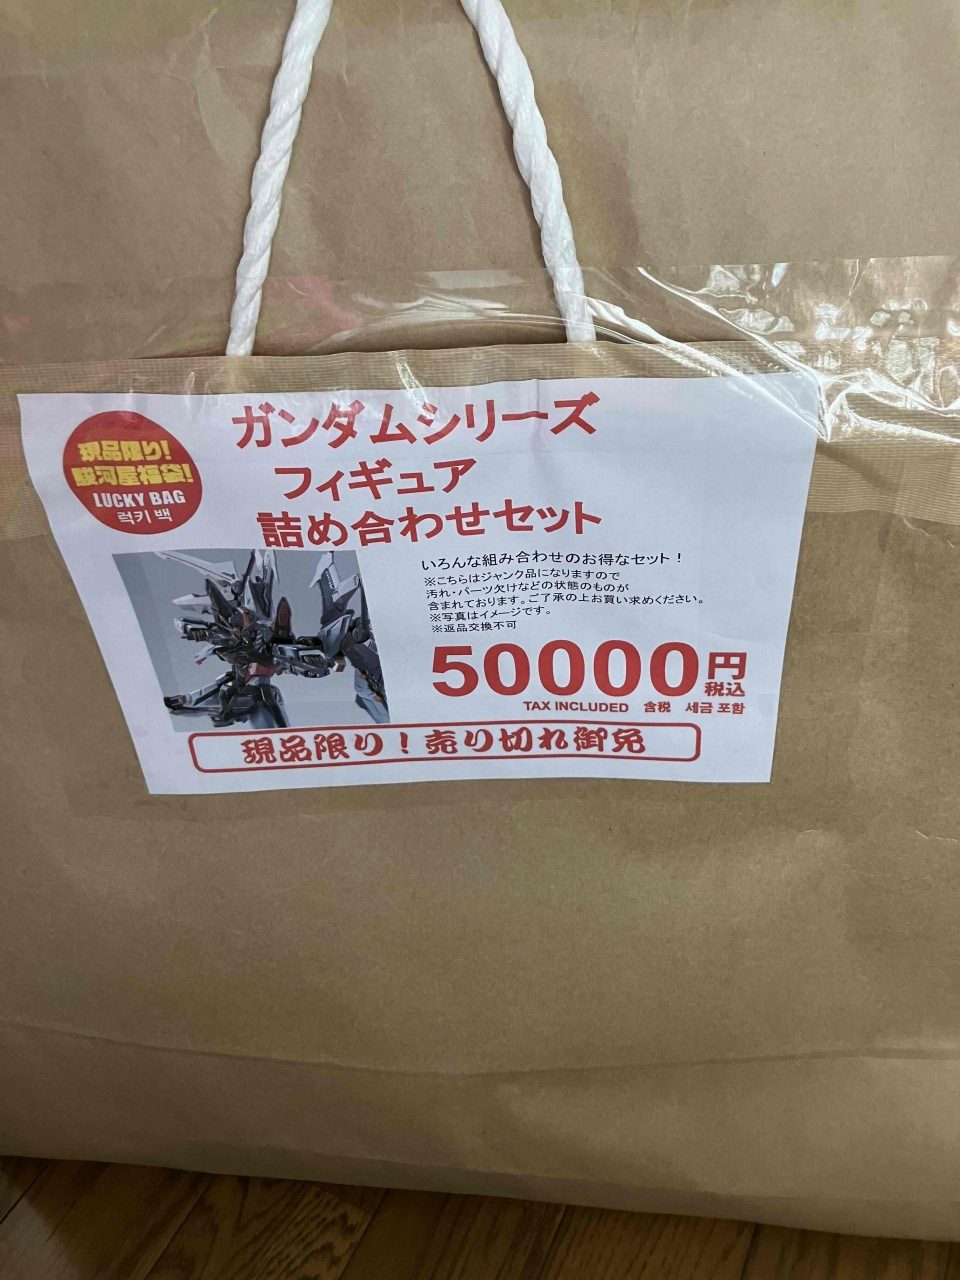 現品限り!
駿河屋福袋!
LUCKY BAG
럭키 백
ガンダムシリーズ
フィギュア
詰め合わせセット
いろんな組み合わせのお得なセット!
※こちらはジャンク品になりますので
汚れ・パーツ欠けなどの状態のものが
含まれております。ご了承の上お買い求めください。
※写真はイメージです。
※返品交換不可
50000円
税込
TAX INCLUDED 含税 세금 포함
現品限り!売り切れ御免